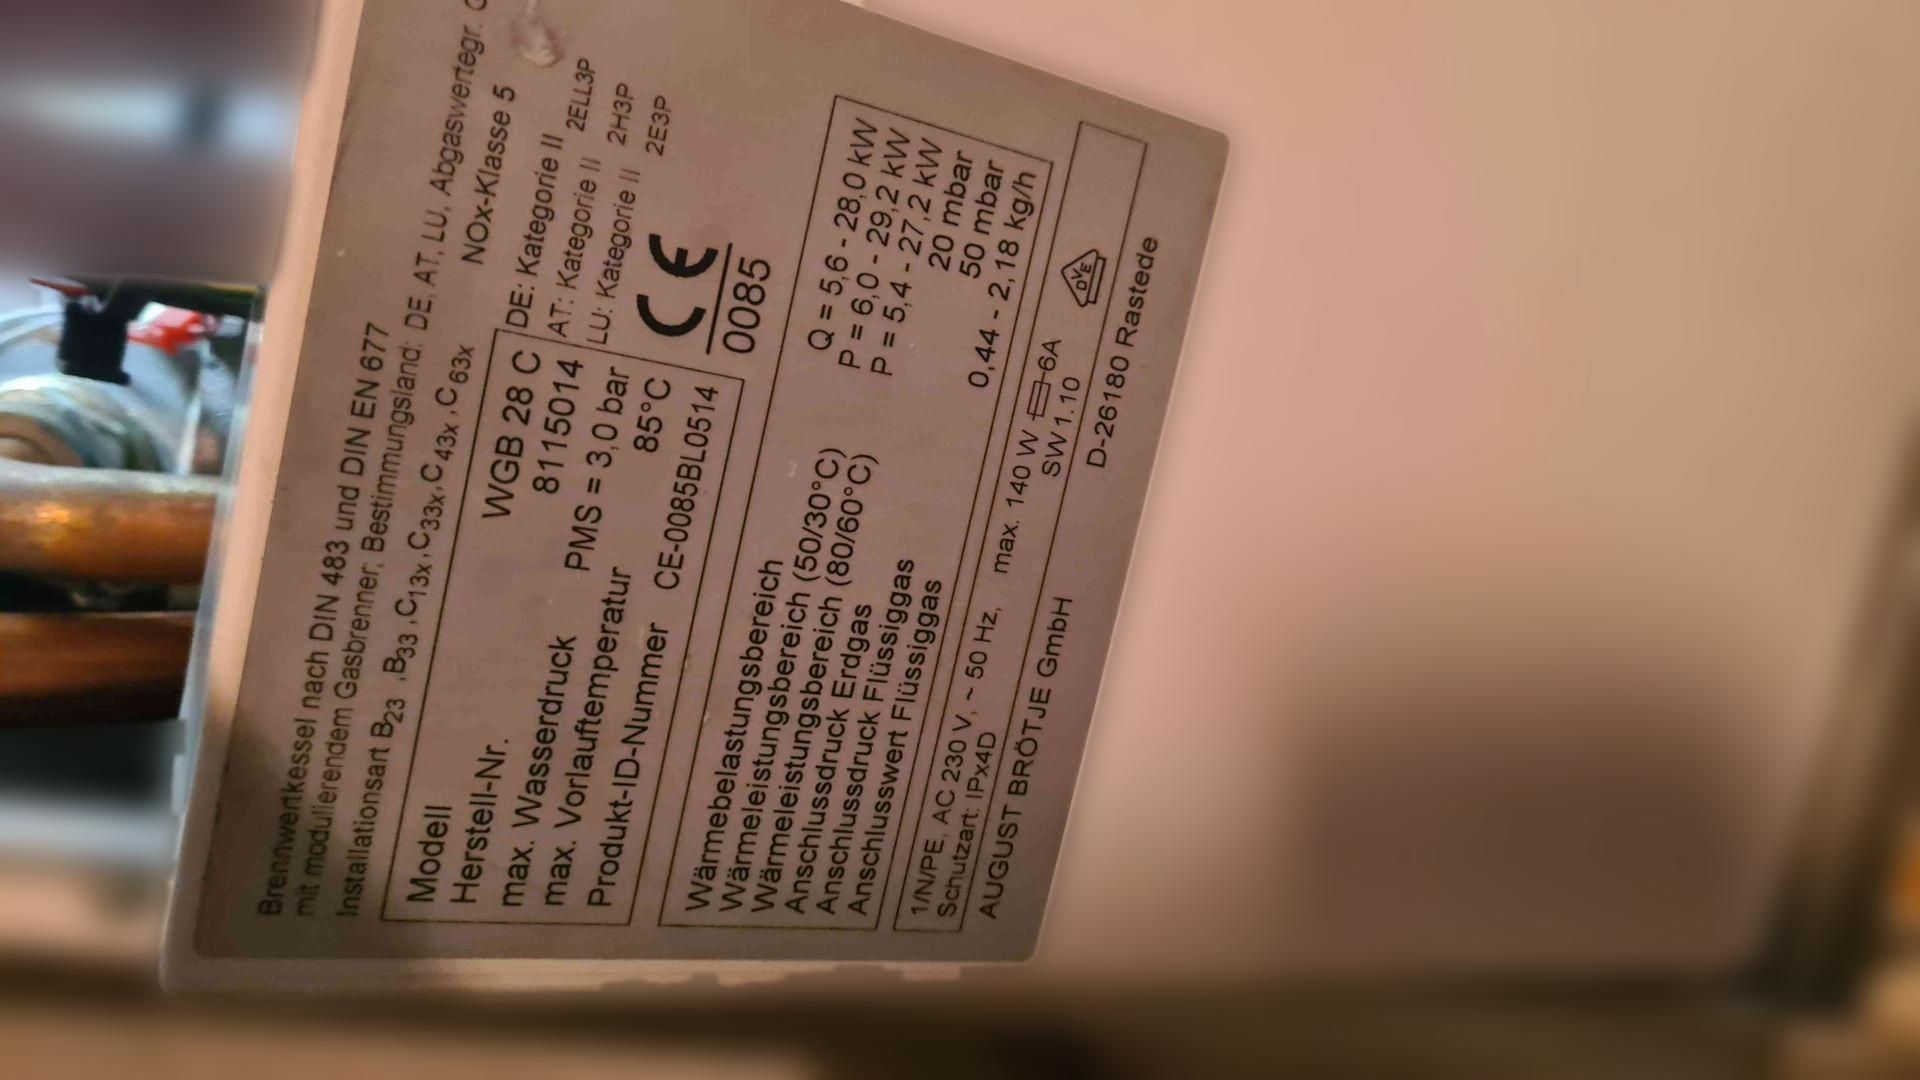 Brennwertkessel nach DIN 483 und DIN EN 677
mit modulierendem Gasbrenner, Bestimmungsland: DE, AT, LU, Abgaswertegr.
Installationsart B23 ,B33 ,C13x,C33x,C43x,C63x NOx-Klasse 5
Modell WGB 28 C
Herstell-Nr. 8115014
max. Wasserdruck PMS = 3,0 bar
max. Vorlauftemperatur 85°C
Produkt-ID-Nummer CE-0085BL0514
DE: Kategorie II 2ELL3P
AT: Kategorie II 2H3P
LU: Kategorie II 2E3P
CE
0085
Wärmebelastungsbereich Q = 5,6 - 28,0 kW
Wärmeleistungsbereich (50/30°C) P = 6,0 - 29,2 kW
Wärmeleistungsbereich (80/60°C) P = 5,4 - 27,2 kW
Anschlussdruck Erdgas 20 mbar
Anschlussdruck Flüssiggas 50 mbar
Anschlusswert Flüssiggas 0,44 - 2,18 kg/h
1/N/PE, AC 230 V, ~ 50 Hz, max. 140 W 6A
Schutzart: IPx4D SW1.10
DVE
AUGUST BRÖTJE GmbH D-26180 Rastede